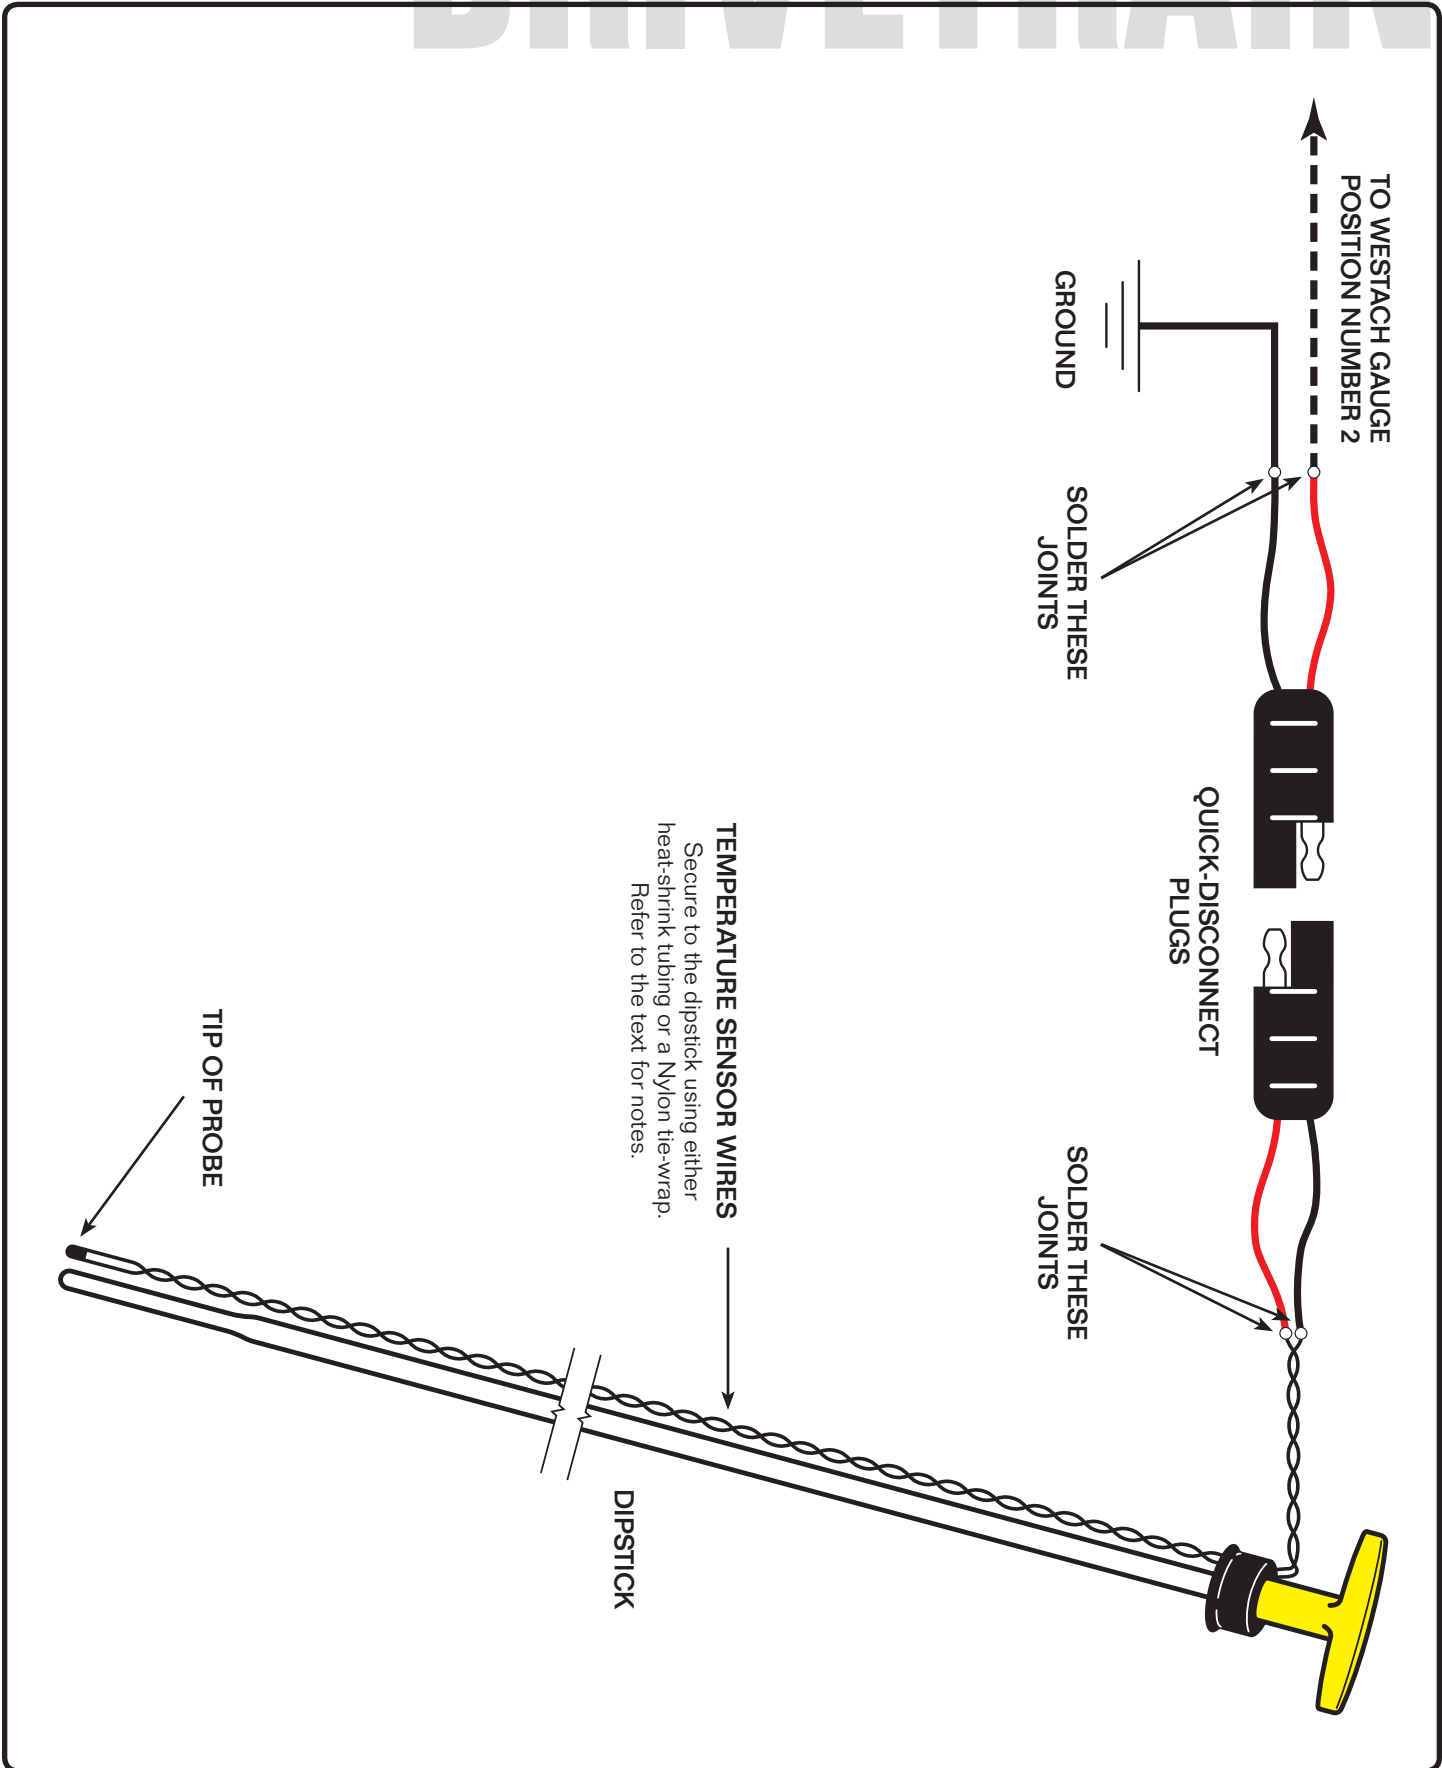 DRIVETRAIN
TO WESTACH GAUGE
POSITION NUMBER 2
GROUND
SOLDER THESE
JOINTS
QUICK-DISCONNECT
PLUGS
SOLDER THESE
JOINTS
TEMPERATURE SENSOR WIRES
Secure to the dipstick using either
heat-shrink tubing or a Nylon tie-wrap.
Refer to the text for notes.
DIPSTICK
TIP OF PROBE